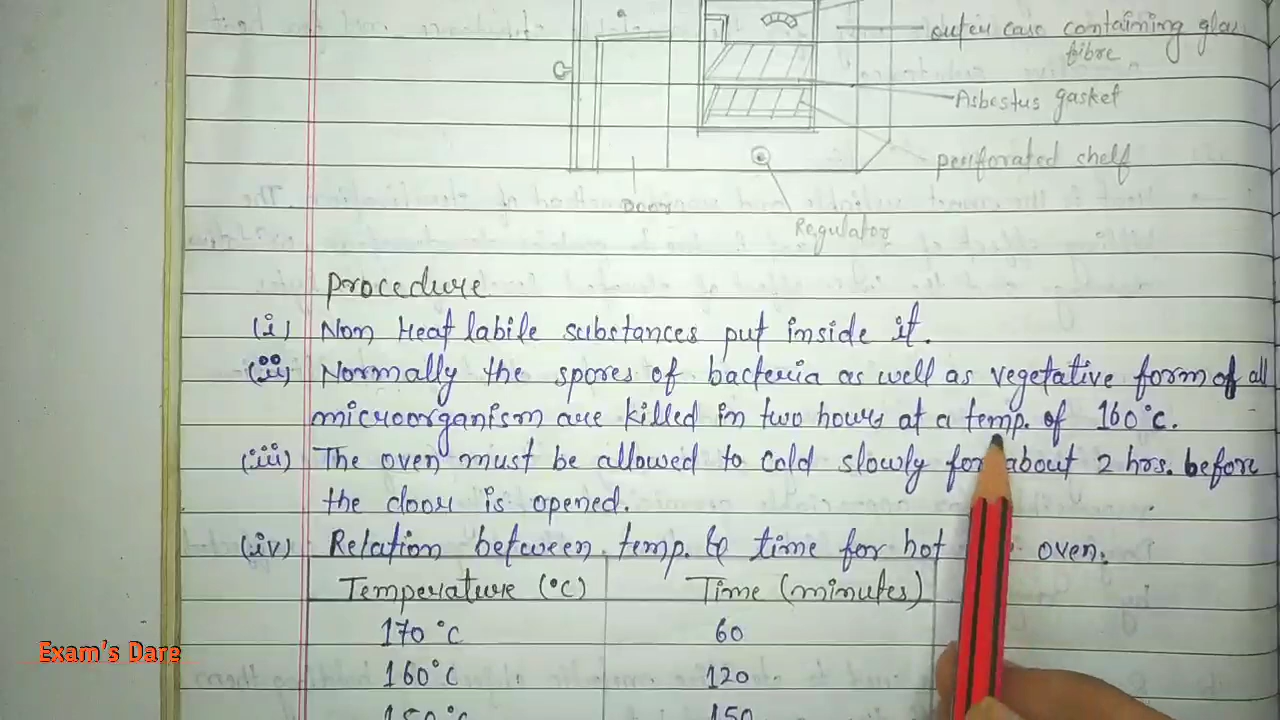 outer case containing glas
fibre
Asbestus gasket
perforated shelf
Door
Regulator
Procedure
(i) Non Heat labile substances put inside it.
(ii) Normally the spores of bacteria as well as vegetative form of all
microorganism are killed in two hours at a temp. of 160°C.
(iii) The oven must be allowed to cold slowly for about 2 hrs. before
the door is opened.
(iv) Relation between temp. & time for hot oven.
Temperature (°C) Time (minutes)
170°C 60
160°C 120
150°C 150
Exam's Dare